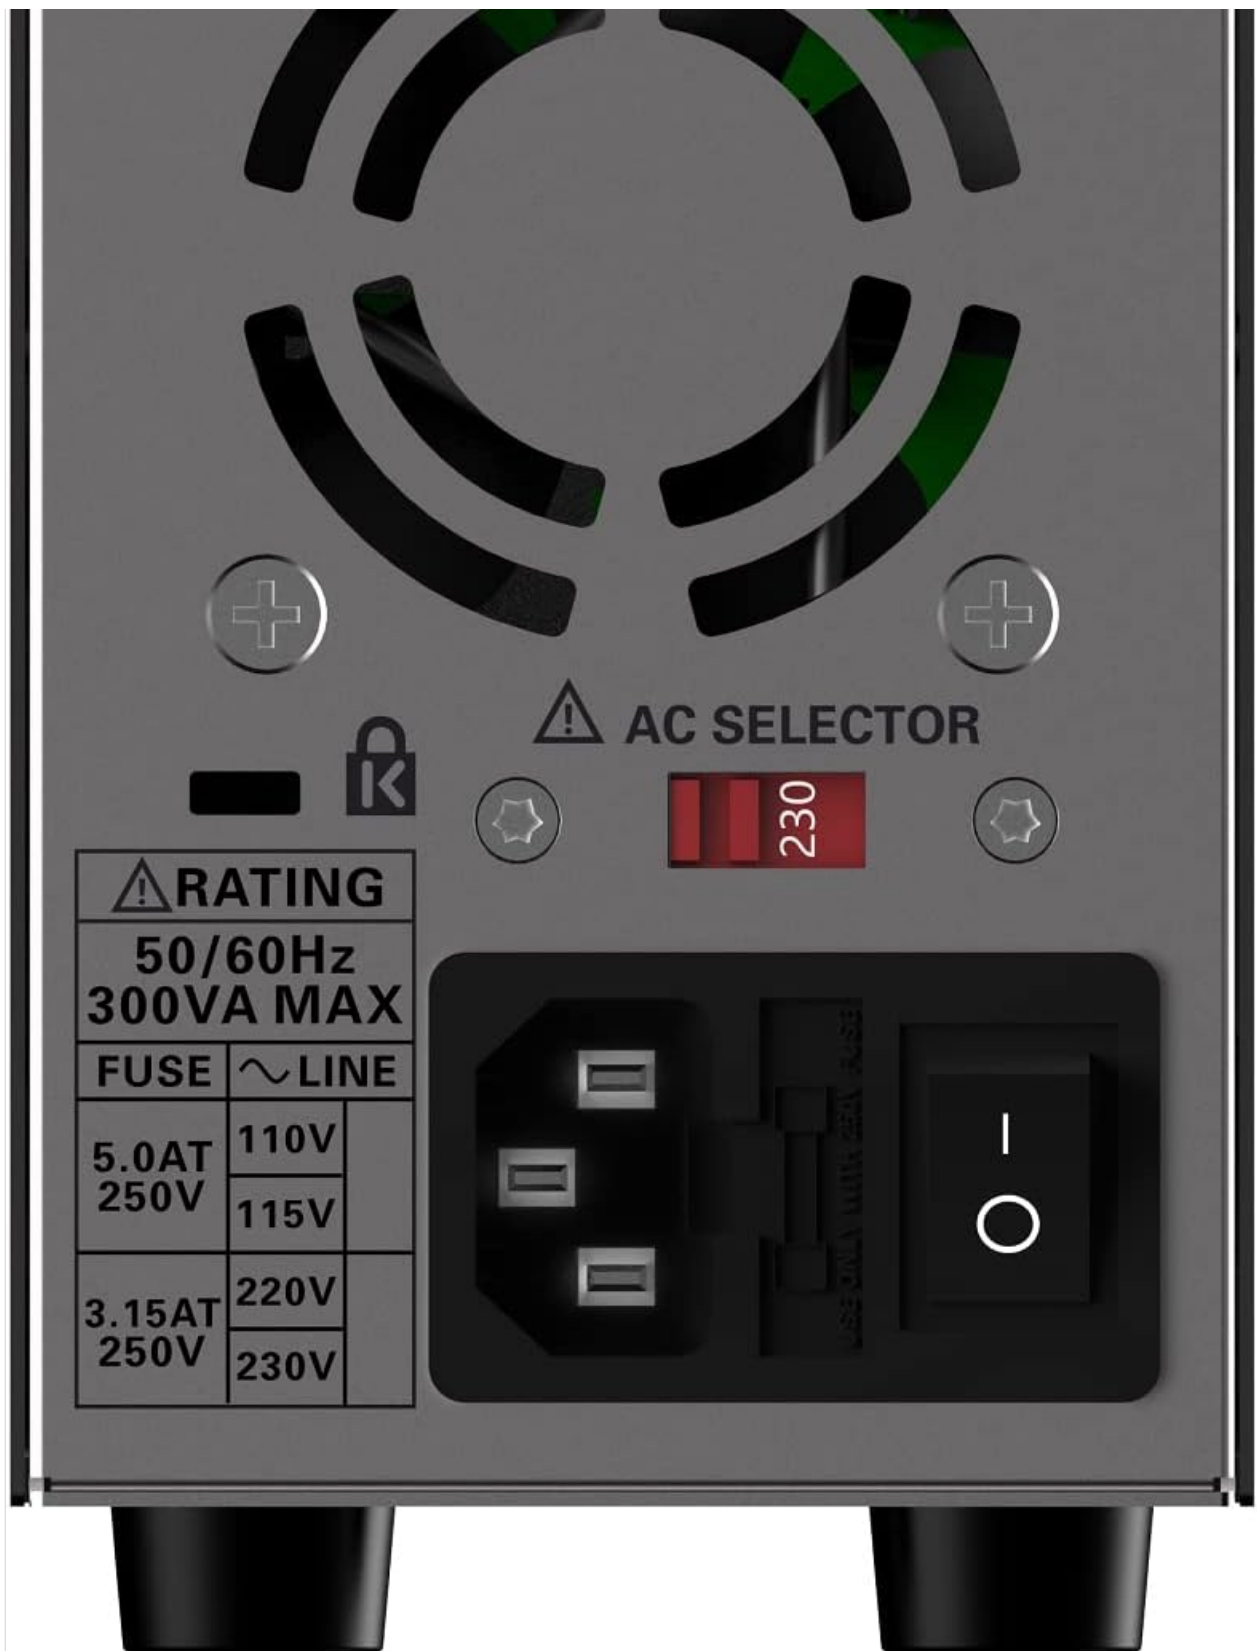 AC SELECTOR
K
230
RATING
50/60Hz
300VA MAX
FUSE ~LINE
5.0AT
250V
110V
115V
3.15AT
250V
220V
230V
I
O